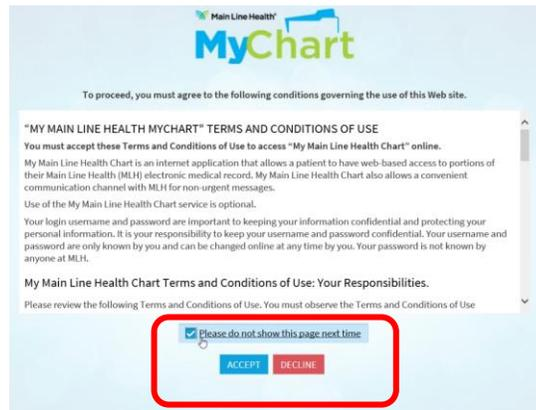 Main Line Health®
MyChart
To proceed, you must agree to the following conditions governing the use of this Web site.
“MY MAIN LINE HEALTH MYCHART” TERMS AND CONDITIONS OF USE
You must accept these Terms and Conditions of Use to access “My Main Line Health Chart” online.
My Main Line Health Chart is an internet application that allows a patient to have web-based access to portions of
their Main Line Health (MLH) electronic medical record. My Main Line Health Chart also allows a convenient
communication channel with MLH for non-urgent messages.
Use of the My Main Line Health Chart service is optional.
Your login username and password are important to keeping your information confidential and protecting your
personal information. It is your responsibility to keep your username and password confidential. Your username and
password are only known by you and can be changed online at any time by you. Your password is not known by
anyone at MLH.
My Main Line Health Chart Terms and Conditions of Use: Your Responsibilities.
Please review the following Terms and Conditions of Use. You must observe the Terms and Conditions of Use
Please do not show this page next time
ACCEPT DECLINE